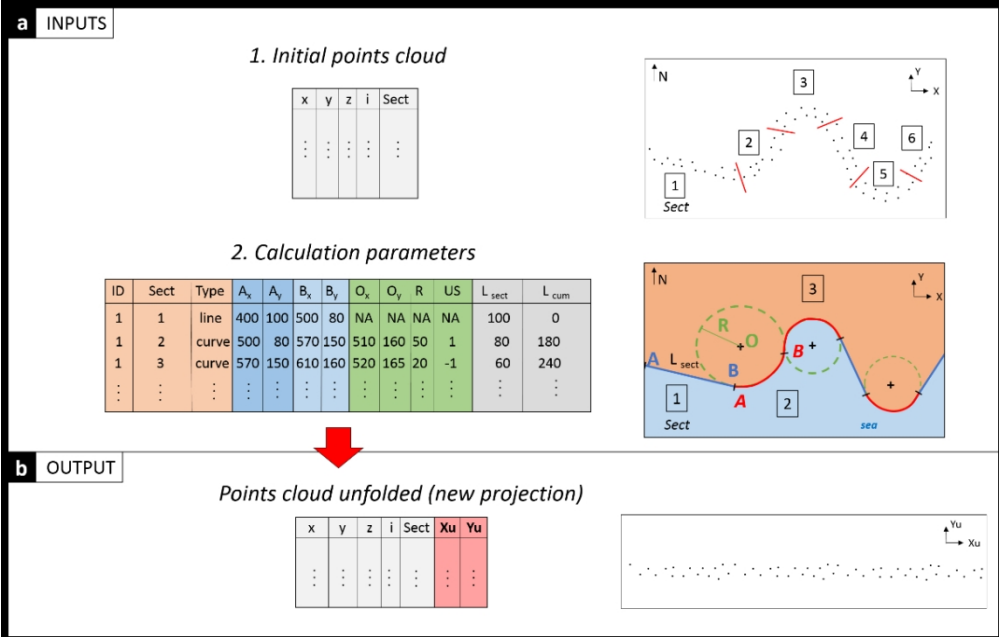 a INPUTS
1. Initial points cloud
x y z i Sect
⋮ ⋮ ⋮ ⋮ ⋮
N
Y
X
3
2
4
6
5
1
Sect
2. Calculation parameters
ID Sect Type Ax Ay Bx By Ox Oy R US L sect L cum
1 1 line 400 100 500 80 NA NA NA NA 100 0
1 2 curve 500 80 570 150 510 160 50 1 80 180
1 3 curve 570 150 610 160 520 165 20 -1 60 240
⋮ ⋮ ⋮ ⋮ ⋮ ⋮ ⋮ ⋮ ⋮ ⋮ ⋮ ⋮ ⋮
N
Y
X
3
R
O
B
A
L sect
B
A
1
2
Sect
sea
b OUTPUT
Points cloud unfolded (new projection)
x y z i Sect Xu Yu
⋮ ⋮ ⋮ ⋮ ⋮ ⋮ ⋮
Yu
Xu